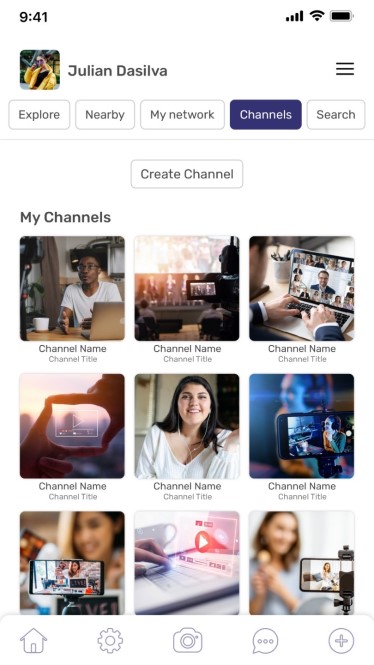 9:41
Julian Dasilva
Explore Nearby My network Channels Search
Create Channel
My Channels
Channel Name Channel Name Channel Name
Channel Title Channel Title Channel Title
Channel Name Channel Name Channel Name
Channel Title Channel Title Channel Title
LIVE!